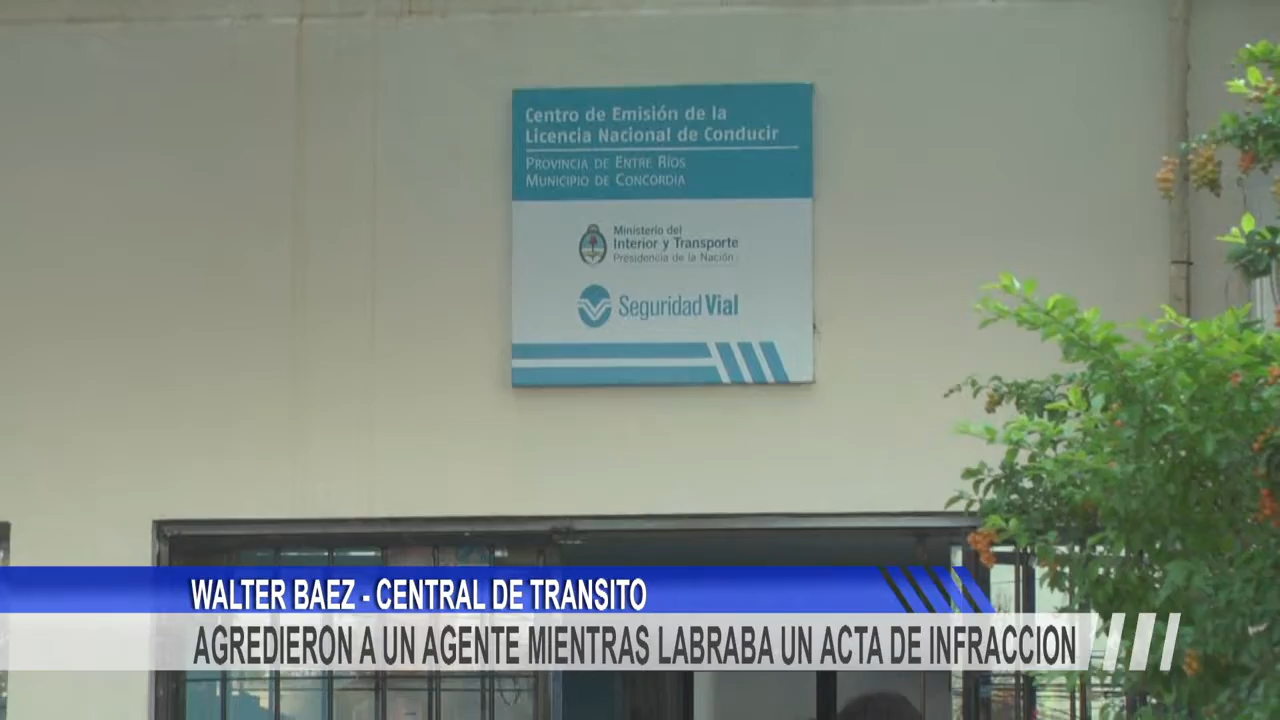 Centro de Emisión de la
Licencia Nacional de Conducir
PROVINCIA DE ENTRE RÍOS
MUNICIPIO DE CONCORDIA
Ministerio del
Interior y Transporte
Presidencia de la Nación
Seguridad Vial
WALTER BAEZ - CENTRAL DE TRANSITO
AGREDIERON A UN AGENTE MIENTRAS LABRABA UN ACTA DE INFRACCION